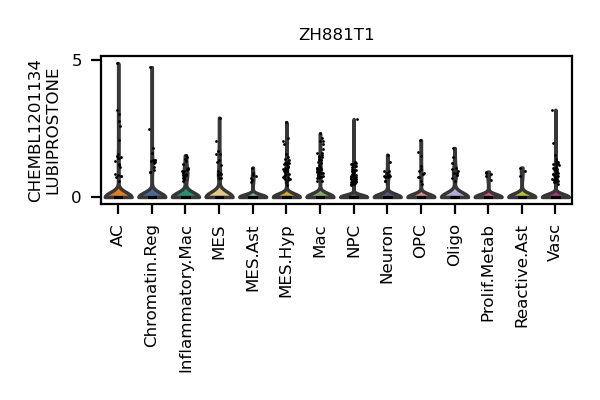 ZH881T1
CHEMBL1201134
LUBIPROSTONE
5
0
AC
Chromatin.Reg
Inflammatory.Mac
MES
MES.Ast
MES.Hyp
Mac
NPC
Neuron
OPC
Oligo
Prolif.Metab
Reactive.Ast
Vasc